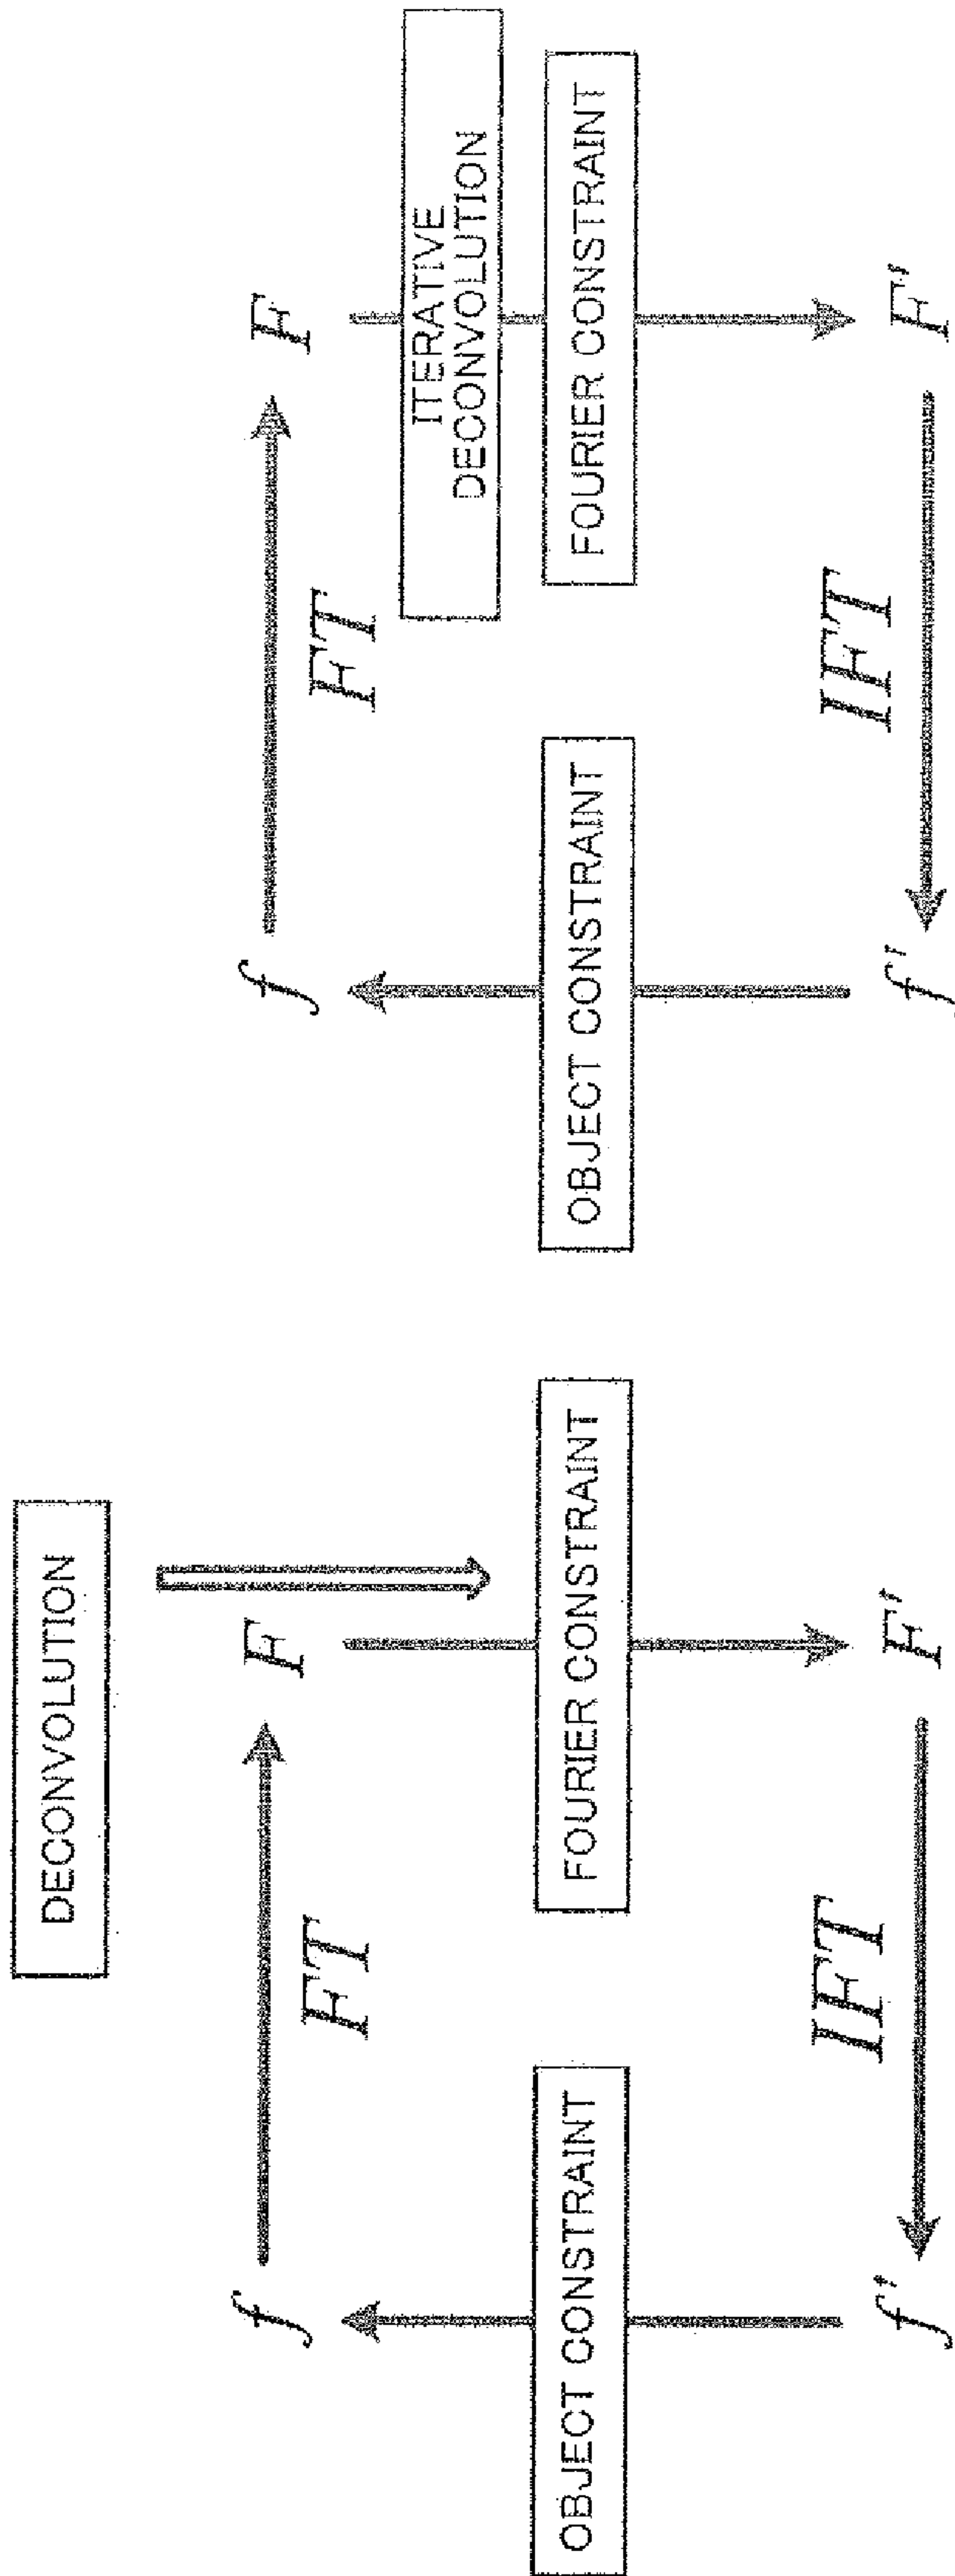 DECONVOLUTION
f
FT
F
OBJECT CONSTRAINT
FOURIER CONSTRAINT
f'
IFT
F'
f
FT
F
ITERATIVE
DECONVOLUTION
OBJECT CONSTRAINT
FOURIER CONSTRAINT
f'
IFT
F'